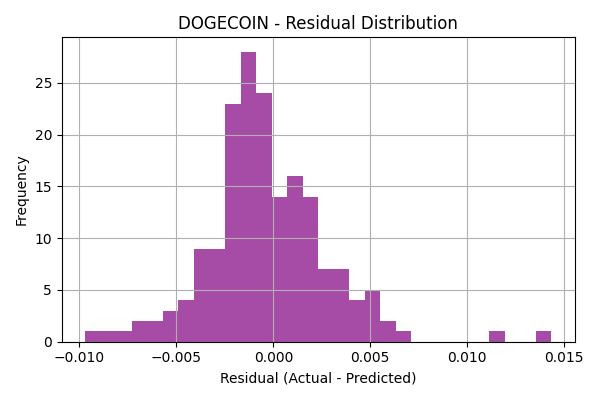 DOGECOIN - Residual Distribution
Frequency
25
20
15
10
5
0
−0.010 −0.005 0.000 0.005 0.010 0.015
Residual (Actual - Predicted)